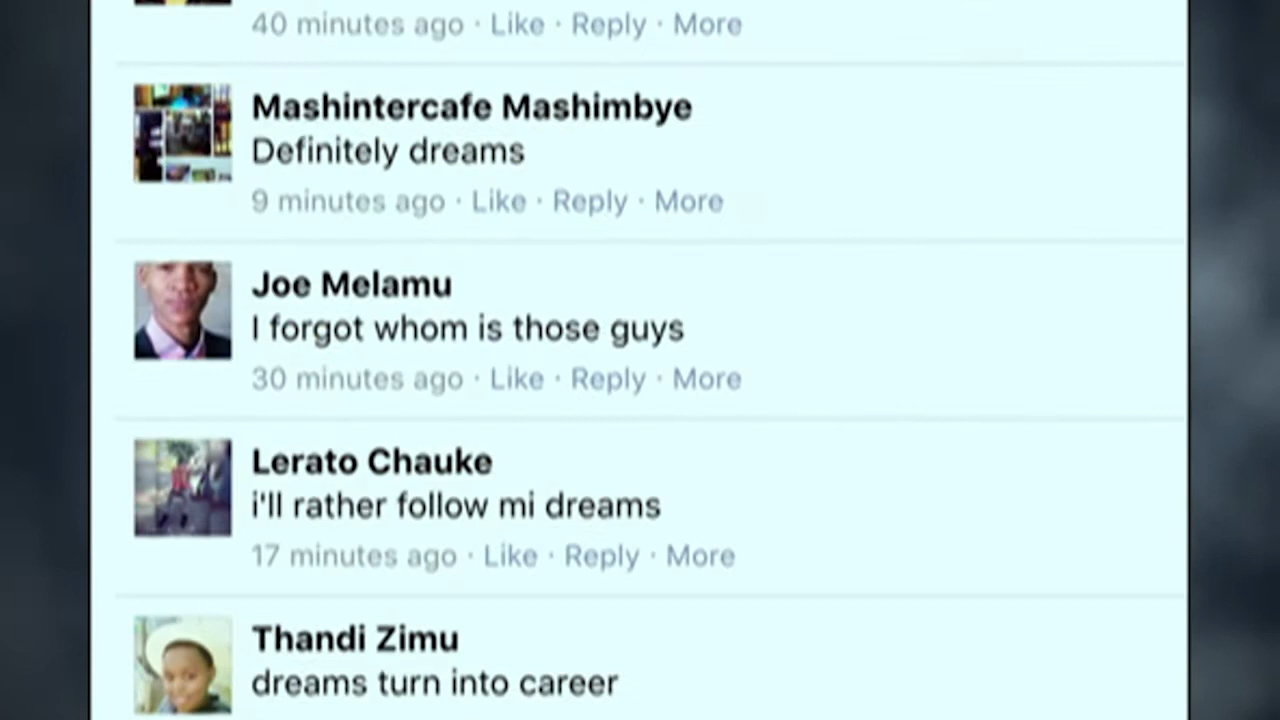 40 minutes ago · Like · Reply · More
Mashintercafe Mashimbye
Definitely dreams
9 minutes ago · Like · Reply · More
Joe Melamu
I forgot whom is those guys
30 minutes ago · Like · Reply · More
Lerato Chauke
i'll rather follow mi dreams
17 minutes ago · Like · Reply · More
Thandi Zimu
dreams turn into career